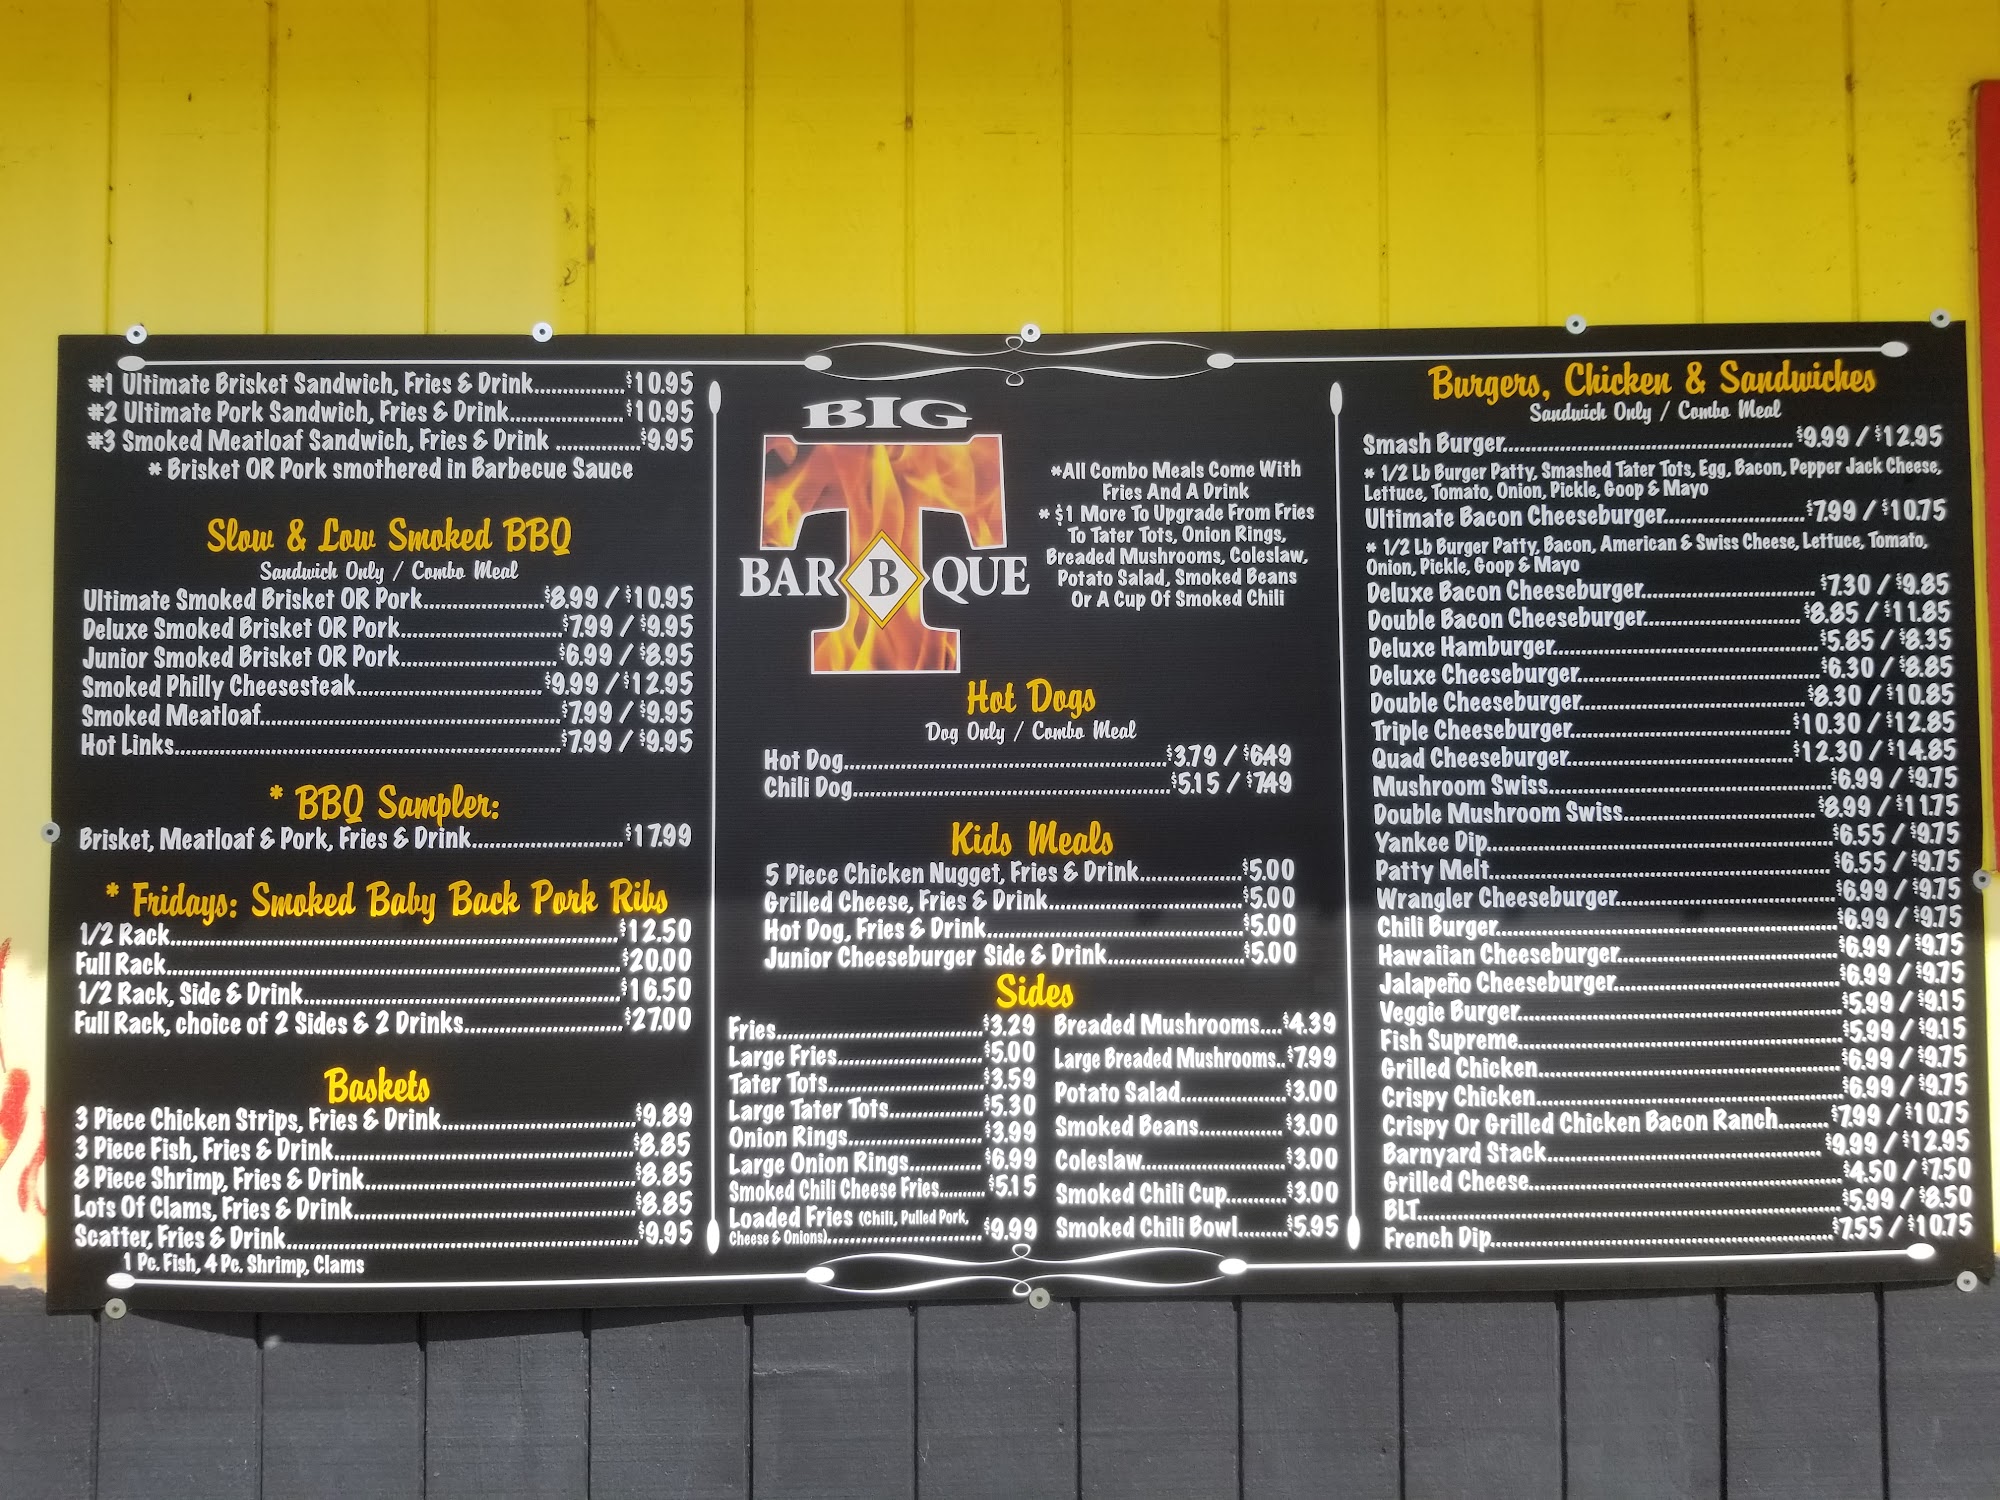 #1 Ultimate Brisket Sandwich, Fries & Drink..............$10.95
#2 Ultimate Pork Sandwich, Fries & Drink..................$10.95
#3 Smoked Meatloaf Sandwich, Fries & Drink .............$9.95
* Brisket OR Pork smothered in Barbecue Sauce
Slow & Low Smoked BBQ
Sandwich Only / Combo Meal
Ultimate Smoked Brisket OR Pork..................$8.99 / $10.95
Deluxe Smoked Brisket OR Pork.........................$7.99 / $9.95
Junior Smoked Brisket OR Pork........................$6.99 / $8.95
Smoked Philly Cheesesteak.............................$9.99 / $12.95
Smoked Meatloaf..............................................$7.99 / $9.95
Hot Links............................................................$7.99 / $9.95
* BBQ Sampler:
Brisket, Meatloaf & Pork, Fries & Drink.......................$17.99
* Fridays: Smoked Baby Back Pork Ribs
1/2 Rack......................................................................$12.50
Full Rack.....................................................................$20.00
1/2 Rack, Side & Drink................................................$16.50
Full Rack, choice of 2 Sides & 2 Drinks........................$27.00
Baskets
3 Piece Chicken Strips, Fries & Drink..............................$9.89
3 Piece Fish, Fries & Drink..............................................$8.85
8 Piece Shrimp, Fries & Drink.........................................$8.85
Lots Of Clams, Fries & Drink...........................................$8.85
Scatter, Fries & Drink.....................................................$9.95
1 Pc. Fish, 4 Pc. Shrimp, Clams
BIG
T
BAR B QUE
*All Combo Meals Come With
Fries And A Drink
* $1 More To Upgrade From Fries
To Tater Tots, Onion Rings,
Breaded Mushrooms, Coleslaw,
Potato Salad, Smoked Beans
Or A Cup Of Smoked Chili
Hot Dogs
Dog Only / Combo Meal
Hot Dog..................................................$3.79 / $6.49
Chili Dog.................................................$5.15 / $7.49
Kids Meals
5 Piece Chicken Nugget, Fries & Drink................$5.00
Grilled Cheese, Fries & Drink..............................$5.00
Hot Dog, Fries & Drink........................................$5.00
Junior Cheeseburger Side & Drink......................$5.00
Sides
Fries................................$3.29
Large Fries.......................$5.00
Tater Tots........................$3.59
Large Tater Tots...............$5.30
Onion Rings......................$3.99
Large Onion Rings............$6.99
Smoked Chili Cheese Fries..........$5.15
Loaded Fries (Chili, Pulled Pork,
Cheese & Onions)........................$9.99
Breaded Mushrooms....$4.39
Large Breaded Mushrooms..$7.99
Potato Salad................$3.00
Smoked Beans.............$3.00
Coleslaw......................$3.00
Smoked Chili Cup.........$3.00
Smoked Chili Bowl.......$5.95
Burgers, Chicken & Sandwiches
Sandwich Only / Combo Meal
Smash Burger..............................................$9.99 / $12.95
* 1/2 Lb Burger Patty, Smashed Tater Tots, Egg, Bacon, Pepper Jack Cheese,
Lettuce, Tomato, Onion, Pickle, Goop & Mayo
Ultimate Bacon Cheeseburger......................$7.99 / $10.75
* 1/2 Lb Burger Patty, Bacon, American & Swiss Cheese, Lettuce, Tomato,
Onion, Pickle, Goop & Mayo
Deluxe Bacon Cheeseburger...........................$7.30 / $9.85
Double Bacon Cheeseburger........................$8.85 / $11.85
Deluxe Hamburger.........................................$5.85 / $8.35
Deluxe Cheeseburger.....................................$6.30 / $8.85
Double Cheeseburger...................................$8.30 / $10.85
Triple Cheeseburger...................................$10.30 / $12.85
Quad Cheeseburger....................................$12.30 / $14.85
Mushroom Swiss............................................$6.99 / $9.75
Double Mushroom Swiss..............................$8.99 / $11.75
Yankee Dip.....................................................$6.55 / $9.75
Patty Melt......................................................$6.55 / $9.75
Wrangler Cheeseburger..................................$6.99 / $9.75
Chili Burger....................................................$6.99 / $9.75
Hawaiian Cheeseburger..................................$6.99 / $9.75
Jalapeño Cheeseburger..................................$6.99 / $9.75
Veggie Burger.................................................$5.99 / $9.15
Fish Supreme.................................................$5.99 / $9.15
Grilled Chicken...............................................$6.99 / $9.75
Crispy Chicken................................................$6.99 / $9.75
Crispy Or Grilled Chicken Bacon Ranch........$7.99 / $10.75
Barnyard Stack............................................$9.99 / $12.95
Grilled Cheese.................................................$4.50 / $7.50
BLT..................................................................$5.99 / $8.50
French Dip....................................................$7.55 / $10.75